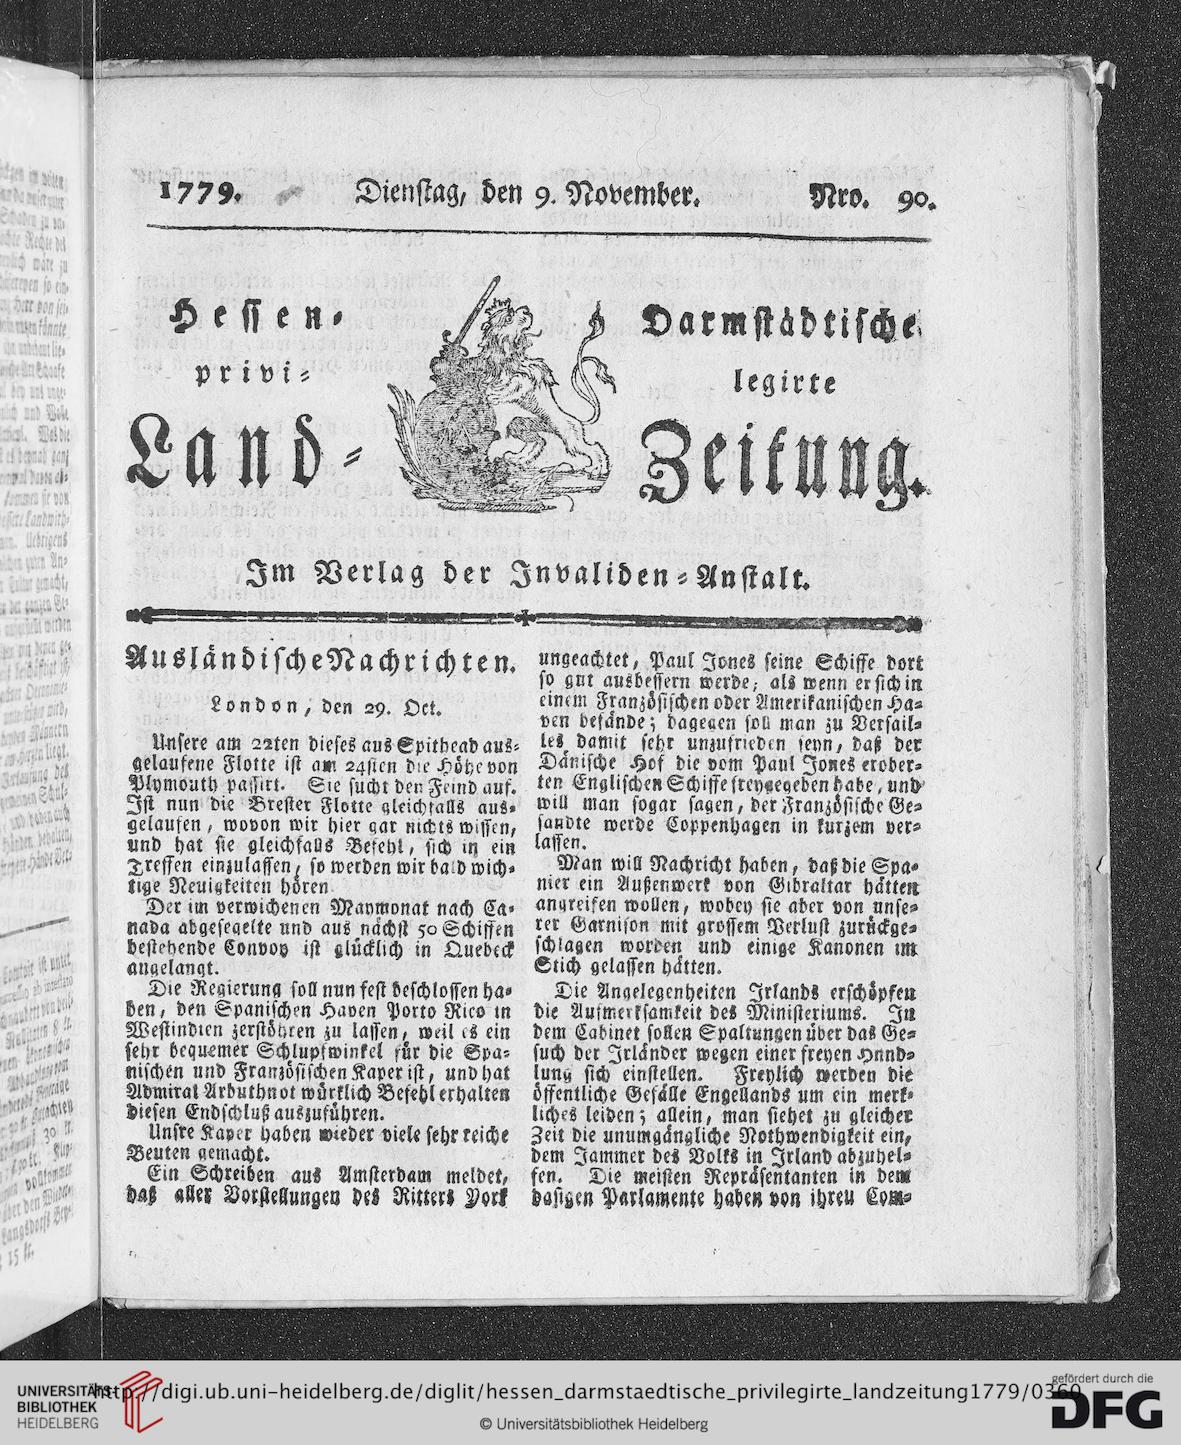 1779. Dienstag, den 9. November. Nro. 90.
Hessen- Darmstädtische
privi- legirte
Land- Zeitung.
Im Verlag der Invaliden-Anstalt.
Ausländische Nachrichten.
London, den 29. Oct.
Unsere am 22ten dieses aus Spithead aus-
gelaufene Flotte ist am 24sten die Höhe von
Plymouth passirt. Sie sucht den Feind auf.
Ist nun die Brester Flotte gleichfalls aus-
gelaufen, wovon wir hier gar nichts wissen,
und hat sie gleichfalls Befehl, sich in ein
Treffen einzulassen, so werden wir bald wich-
tige Neuigkeiten hören
Der im verwichenen Maymonat nach Ca-
nada abgesegelte und aus nächst 50 Schiffen
bestehende Convoy ist glücklich in Quebeck
angelangt.
Die Regierung soll nun fest beschlossen ha-
ben, den Spanischen Haven Porto Rico in
Westindien zerstöhren zu lassen, weil es ein
sehr bequemer Schlupfwinkel für die Spa-
nischen und Französischen Kaper ist, und hat
Admiral Arbuthnot würklich Befehl erhalten
diesen Endschluß auszuführen.
Unsre Kaper haben wieder viele sehr reiche
Beuten gemacht.
Ein Schreiben aus Amsterdam meldet,
daß aller Vorstellungen des Ritters York
ungeachtet, Paul Jones seine Schiffe dort
so gut ausbessern werde, als wenn er sich in
einem Französischen oder Amerikanischen Ha-
ven befände; dagegen soll man zu Versail-
les damit sehr unzufrieden seyn, daß der
Dänische Hof die vom Paul Jones erober-
ten Englischen Schiffe freygegeben habe, und
will man sogar sagen, der Französische Ge-
sandte werde Coppenhagen in kurzem ver-
lassen.
Man will Nachricht haben, daß die Spa-
nier ein Außenwerk von Gibraltar hätten
angreifen wollen, wobey sie aber von unse-
rer Garnison mit grossem Verlust zurückge-
schlagen worden und einige Kanonen im
Stich gelassen hätten.
Die Angelegenheiten Irlands erschöpfen
die Aufmerksamkeit des Ministeriums. In
dem Cabinet sollen Spaltungen über das Ge-
such der Irländer wegen einer freyen Hand-
lung sich einstellen. Freylich werden die
öffentliche Gefälle Engellands um ein merk-
liches leiden; allein, man siehet zu gleicher
Zeit die unumgängliche Nothwendigkeit ein,
dem Jammer des Volks in Irland abzuhel-
fen. Die meisten Repräsentanten in dem
dasigen Parlamente haben von ihren Com-
UNIVERSITÄTS-
BIBLIOTHEK
HEIDELBERG
http://digi.ub.uni-heidelberg.de/diglit/hessen_darmstaedtische_privilegirte_landzeitung1779/0360
© Universitätsbibliothek Heidelberg
gefördert durch die
DFG